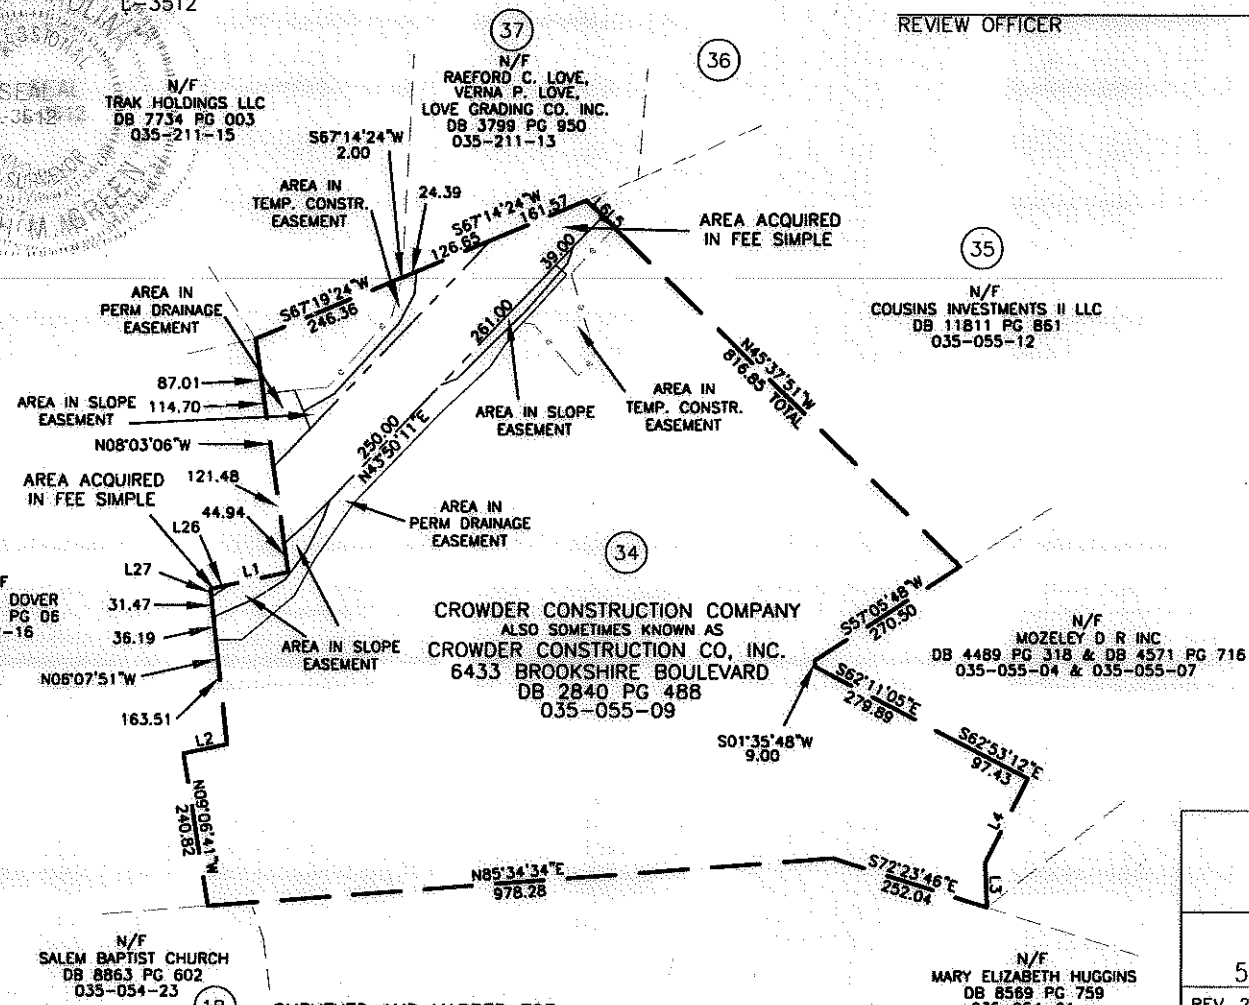 L-3512
REVIEW OFFICER
37
N/F
RAEFORD C. LOVE,
VERNA P. LOVE,
LOVE GRADING CO. INC.
DB 3799 PG 950
035-211-13
36
N/F
TRAK HOLDINGS LLC
DB 7734 PG 003
035-211-15
S67°14'24"W
2.00
AREA IN
TEMP. CONSTR.
EASEMENT
24.39
S67°14'24"W
126.65
161.57
L6
L5
AREA ACQUIRED
IN FEE SIMPLE
35
N/F
COUSINS INVESTMENTS II LLC
DB 11811 PG 861
035-055-12
AREA IN
PERM DRAINAGE
EASEMENT
S67°19'24"W
246.36
39.00
261.00
N45°37'51"W
816.85 TOTAL
87.01
AREA IN SLOPE
EASEMENT
114.70
AREA IN SLOPE
EASEMENT
AREA IN
TEMP. CONSTR.
EASEMENT
N08°03'06"W
250.00
N43°50'11"E
AREA ACQUIRED
IN FEE SIMPLE
121.48
44.94
AREA IN
PERM DRAINAGE
EASEMENT
L26
L27
L1
34
DOVER
PG 06
-16
31.47
36.19
N06°07'51"W
163.51
AREA IN SLOPE
EASEMENT
CROWDER CONSTRUCTION COMPANY
ALSO SOMETIMES KNOWN AS
CROWDER CONSTRUCTION CO, INC.
6433 BROOKSHIRE BOULEVARD
DB 2840 PG 488
035-055-09
S57°05'48"W
270.50
N/F
MOZELEY D R INC
DB 4489 PG 318 & DB 4571 PG 716
035-055-04 & 035-055-07
S62°11'05"E
279.89
S01°35'48"W
9.00
S62°53'12"E
97.43
L2
N09°06'41"W
240.82
L4
L3
N85°34'34"E
978.28
S72°23'46"E
252.04
N/F
SALEM BAPTIST CHURCH
DB 8863 PG 602
035-054-23
N/F
MARY ELIZABETH HUGGINS
DB 8569 PG 759
5